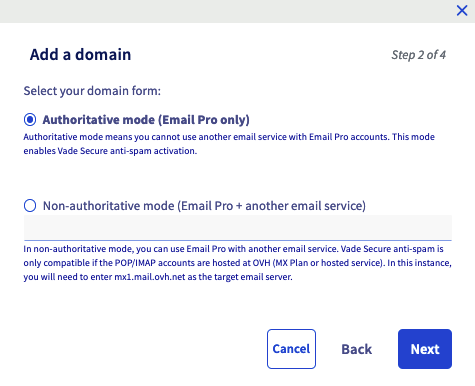 Add a domain
Step 2 of 4
Select your domain form:
Authoritative mode (Email Pro only)
Authoritative mode means you cannot use another email service with Email Pro accounts. This mode
enables Vade Secure anti-spam activation.
Non-authoritative mode (Email Pro + another email service)
In non-authoritative mode, you can use Email Pro with another email service. Vade Secure anti-spam is
only compatible if the POP/IMAP accounts are hosted at OVH (MX Plan or hosted service). In this instance,
you will need to enter mx1.mail.ovh.net as the target email server.
Cancel
Back
Next